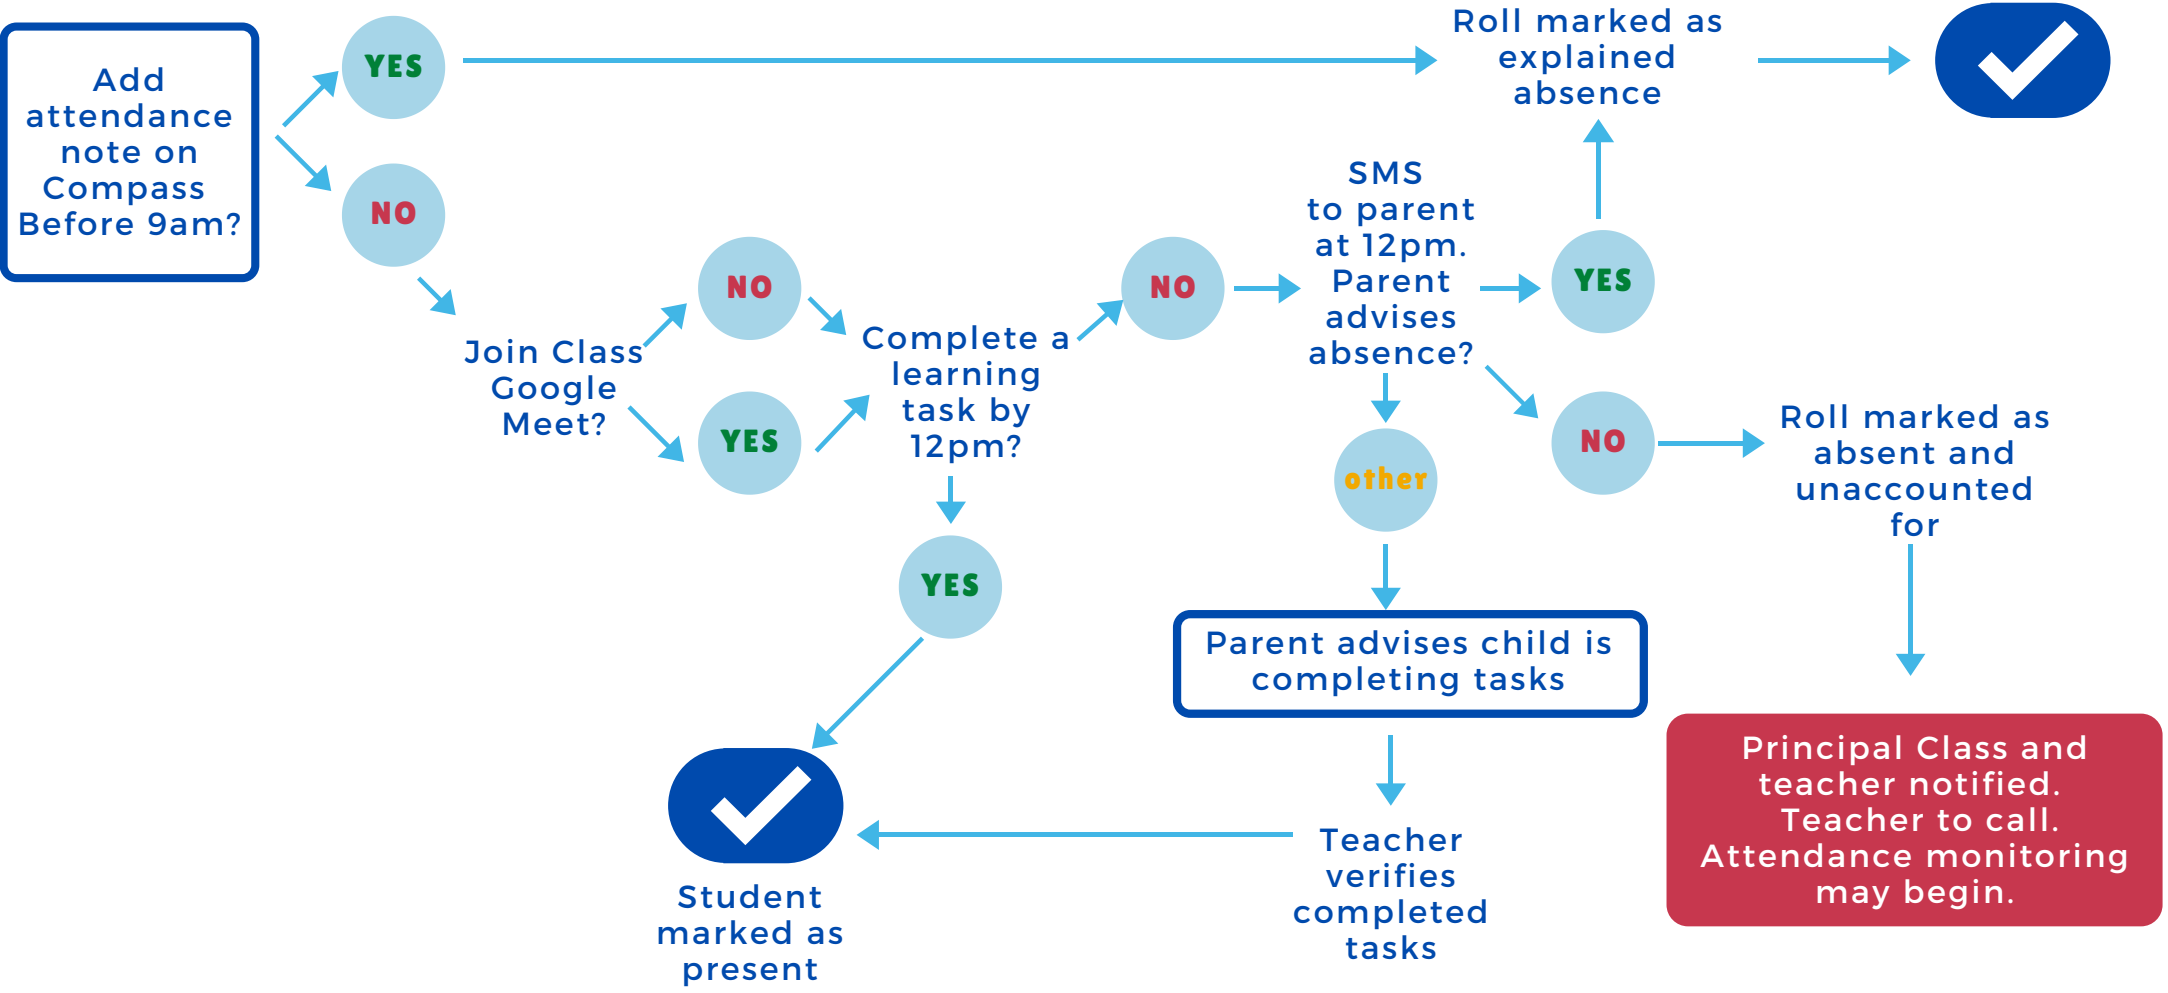 Add
attendance
note on
Compass
Before 9am?
YES
NO
Join Class
Google
Meet?
NO
YES
Complete a
learning
task by
12pm?
YES
NO
SMS
to parent
at 12pm.
Parent
advises
absence?
YES
Roll marked as
explained
absence
NO
Roll marked as
absent and
unaccounted
for
other
Parent advises child is
completing tasks
Teacher
verifies
completed
tasks
Student
marked as
present
Principal Class and
teacher notified.
Teacher to call.
Attendance monitoring
may begin.